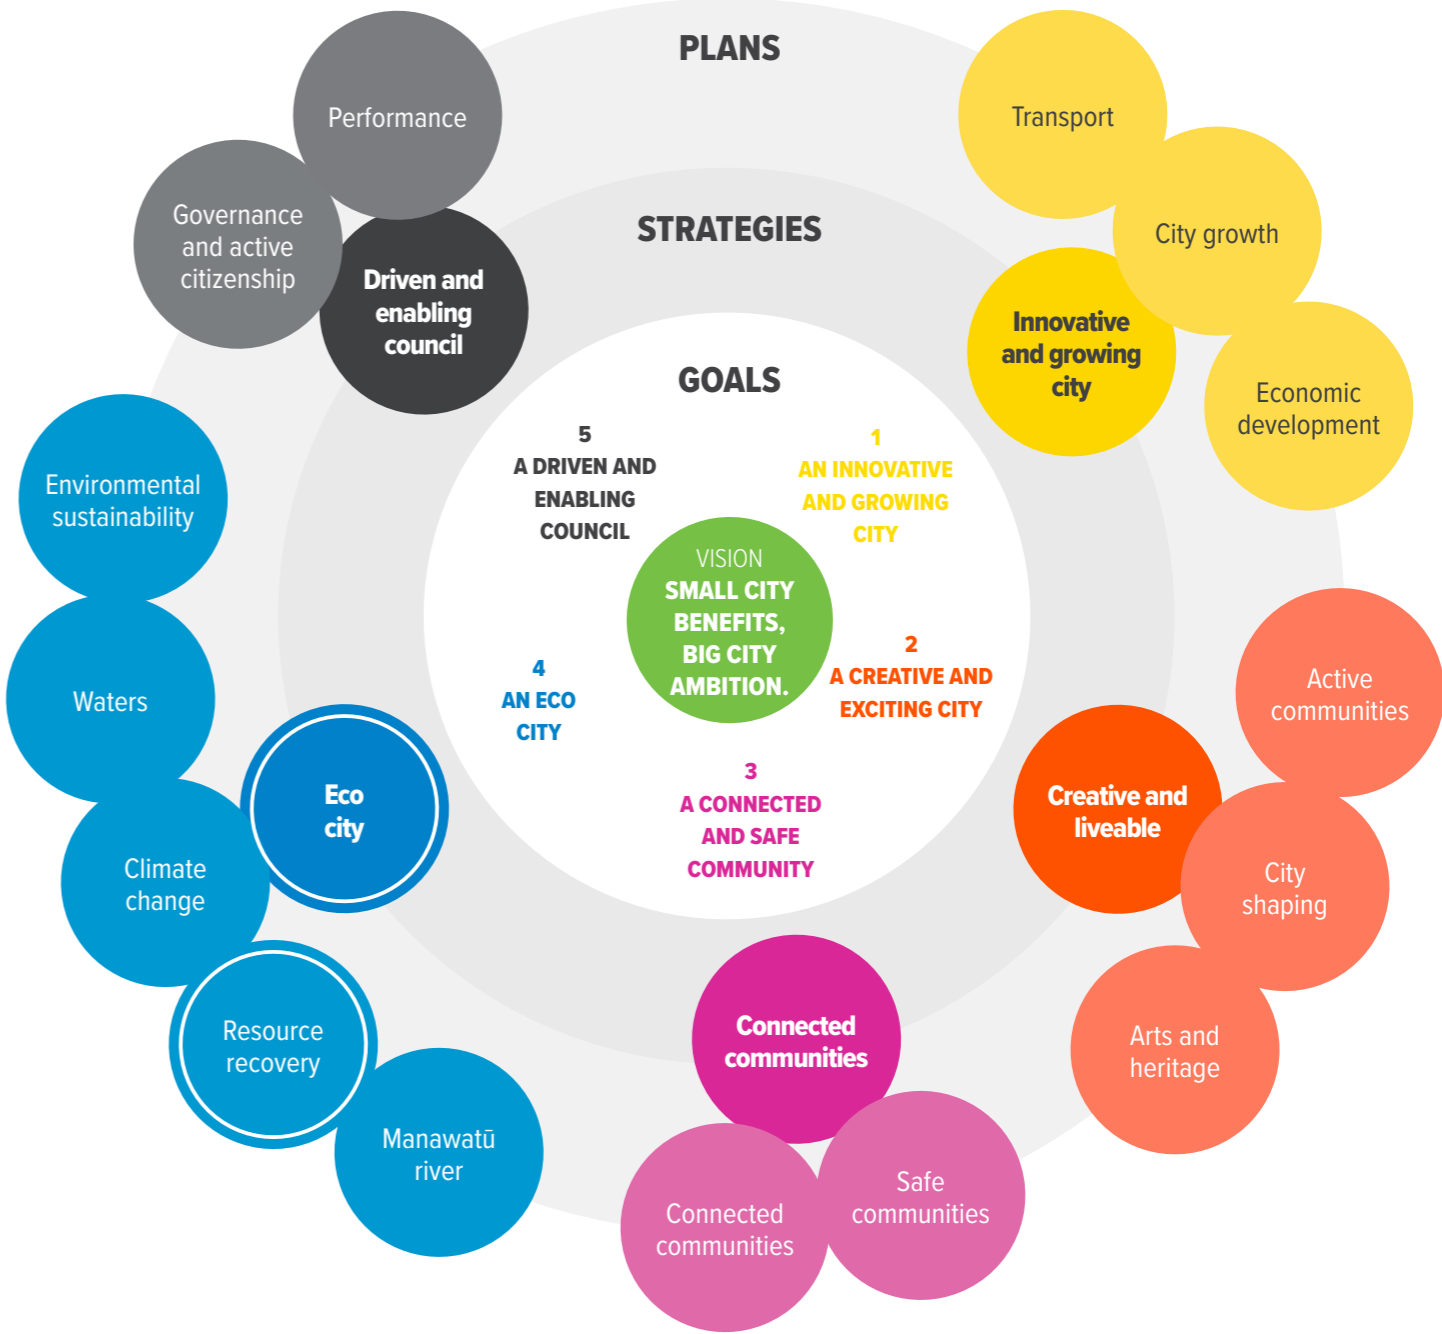 PLANS
STRATEGIES
GOALS
5
A DRIVEN AND
ENABLING
COUNCIL
1
AN INNOVATIVE
AND GROWING
CITY
VISION
SMALL CITY
BENEFITS,
BIG CITY
AMBITION.
2
A CREATIVE AND
EXCITING CITY
4
AN ECO
CITY
3
A CONNECTED
AND SAFE
COMMUNITY
Performance
Governance
and active
citizenship
Driven and
enabling
council
Transport
City growth
Economic
development
Innovative
and growing
city
Active
communities
City
shaping
Arts and
heritage
Creative and
liveable
Connected
communities
Safe
communities
Connected
communities
Environmental
sustainability
Waters
Climate
change
Resource
recovery
Manawatū
river
Eco
city